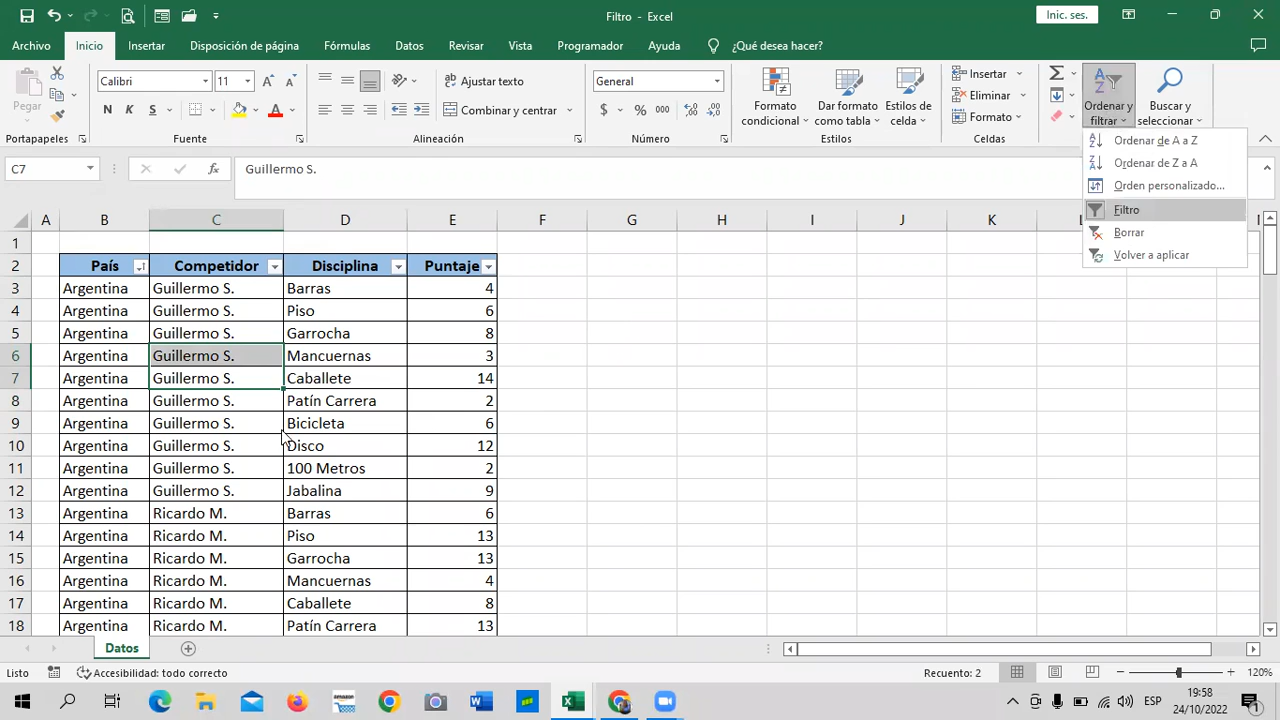 Filtro - Excel
Inic. ses.
Archivo Inicio Insertar Disposición de página Fórmulas Datos Revisar Vista Programador Ayuda ¿Qué desea hacer?
Pegar
Calibri 11
N K S
Ajustar texto
Combinar y centrar
General
$ % 000
Formato condicional
Dar formato como tabla
Estilos de celda
Insertar
Eliminar
Formato
Ordenar y filtrar
Buscar y seleccionar
Portapapeles Fuente Alineación Número Estilos Celdas
Ordenar de A a Z
Ordenar de Z a A
Orden personalizado...
Filtro
Borrar
Volver a aplicar
C7 fx Guillermo S.
A B C D E F G H I J K L
1
2 País Competidor Disciplina Puntaje
3 Argentina Guillermo S. Barras 4
4 Argentina Guillermo S. Piso 6
5 Argentina Guillermo S. Garrocha 8
6 Argentina Guillermo S. Mancuernas 3
7 Argentina Guillermo S. Caballete 14
8 Argentina Guillermo S. Patín Carrera 2
9 Argentina Guillermo S. Bicicleta 6
10 Argentina Guillermo S. Disco 12
11 Argentina Guillermo S. 100 Metros 2
12 Argentina Guillermo S. Jabalina 9
13 Argentina Ricardo M. Barras 6
14 Argentina Ricardo M. Piso 13
15 Argentina Ricardo M. Garrocha 13
16 Argentina Ricardo M. Mancuernas 4
17 Argentina Ricardo M. Caballete 8
18 Argentina Ricardo M. Patín Carrera 13
Datos
Listo Accesibilidad: todo correcto Recuento: 2 120%
ESP
19:58
24/10/2022